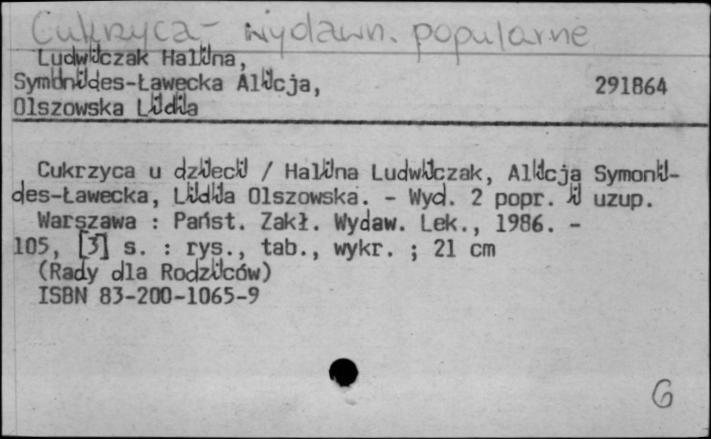 Cukrzyca - wydawn. popularne
Ludwiczak Halina,
Symonides-Ławecka Alicja, 291864
Olszowska Lidia
Cukrzyca u dzieci / Halina Ludwiczak, Alicja Symoni-
des-Ławecka, Lidia Olszowska. - Wyd. 2 popr. i uzup.
Warszawa : Państ. Zakł. Wydaw. Lek., 1986. -
105, [3] s. : rys., tab., wykr. ; 21 cm
(Rady dla Rodziców)
ISBN 83-200-1065-9
G